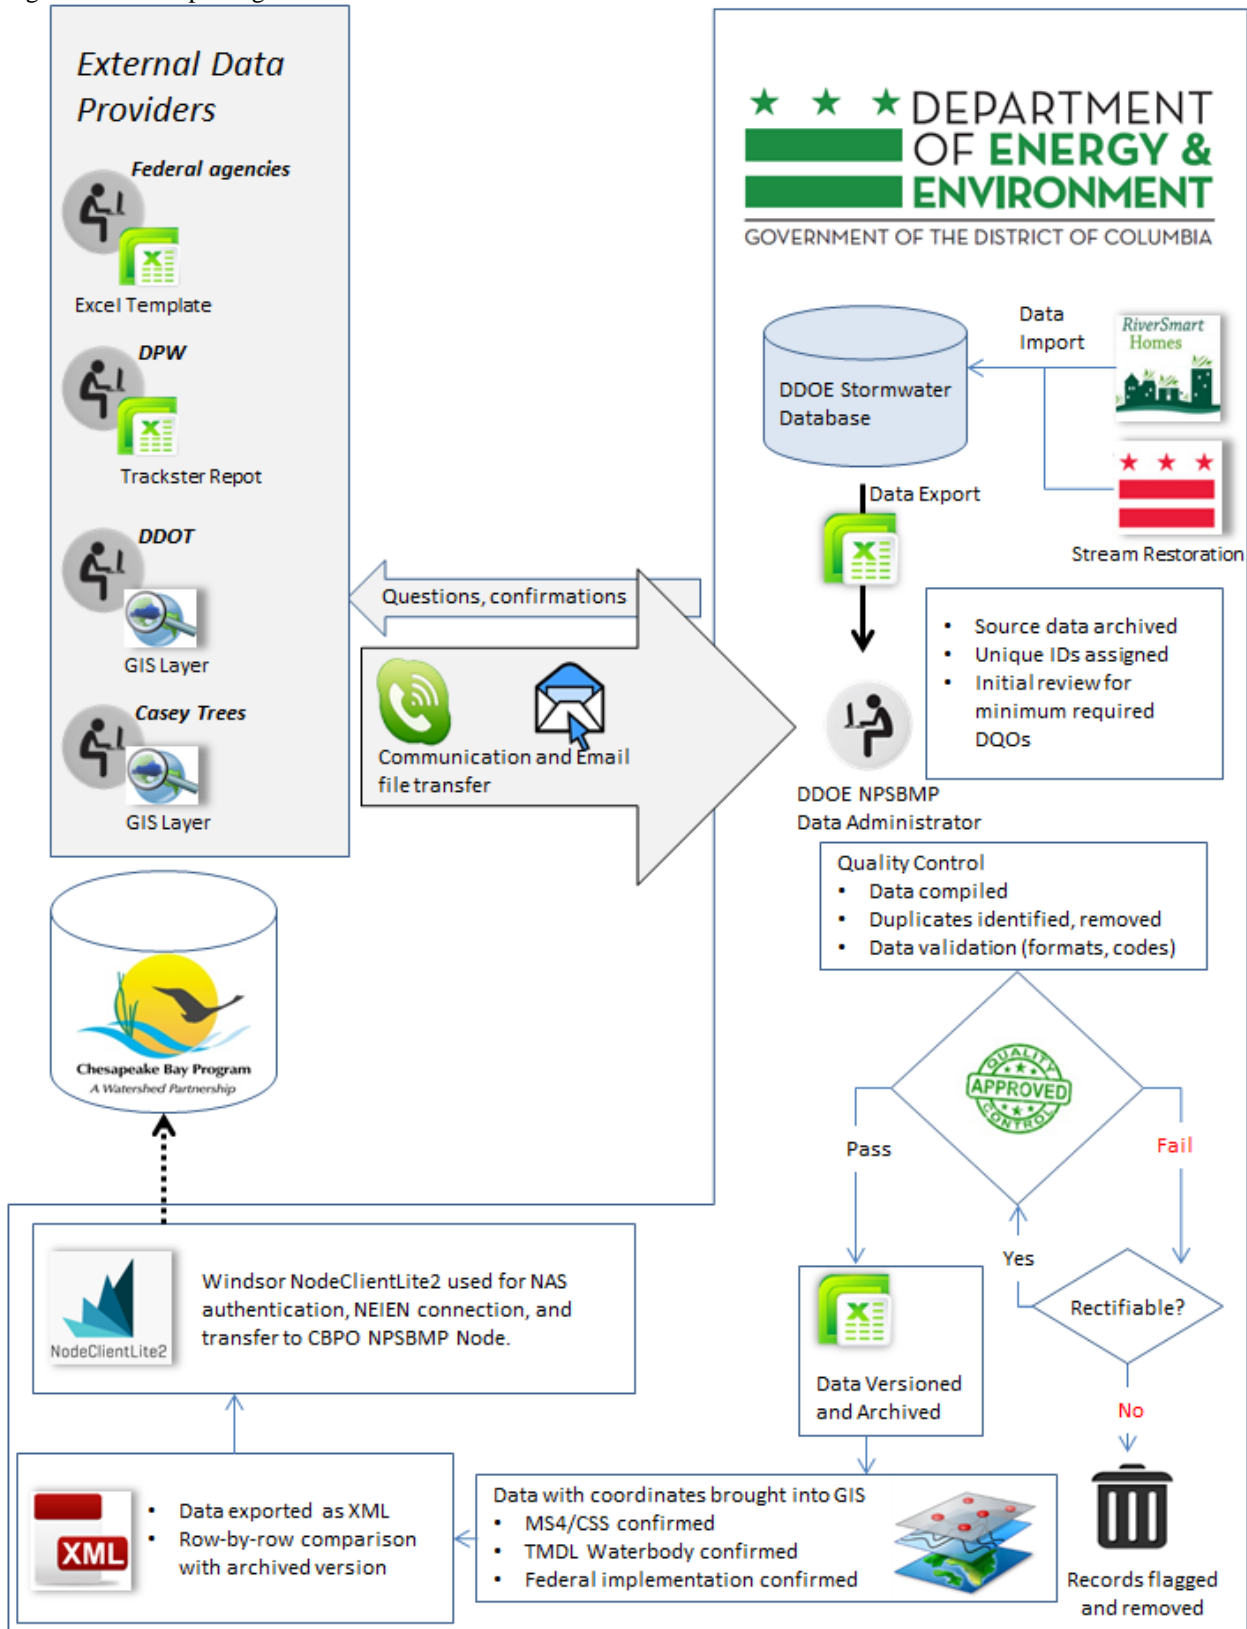 External Data
Providers
Federal agencies
Excel Template
DPW
Trackster Repot
DDOT
GIS Layer
Casey Trees
GIS Layer
Chesapeake Bay Program
A Watershed Partnership
Questions, confirmations
Communication and Email
file transfer
DEPARTMENT
OF ENERGY &
ENVIRONMENT
GOVERNMENT OF THE DISTRICT OF COLUMBIA
Data
Import
RiverSmart
Homes
DDOE Stormwater
Database
Data Export
Stream Restoration
• Source data archived
• Unique IDs assigned
• Initial review for
minimum required
DQOs
DDOE NPSBMP
Data Administrator
Quality Control
• Data compiled
• Duplicates identified, removed
• Data validation (formats, codes)
QUALITY
APPROVED
CONTROL
Pass
Fail
Yes
Rectifiable?
No
Data Versioned
and Archived
Records flagged
and removed
Data with coordinates brought into GIS
• MS4/CSS confirmed
• TMDL Waterbody confirmed
• Federal implementation confirmed
XML
• Data exported as XML
• Row-by-row comparison
with archived version
NodeClientLite2
Windsor NodeClientLite2 used for NAS
authentication, NEIEN connection, and
transfer to CBPO NPSBMP Node.